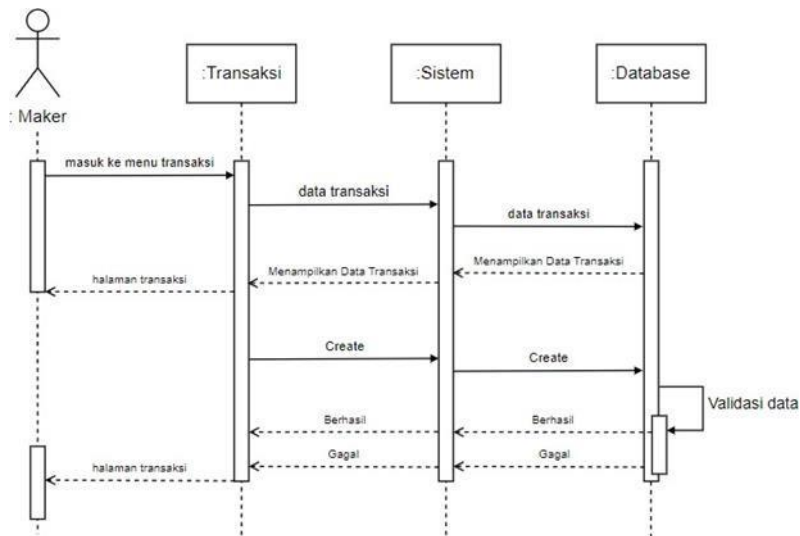 :Transaksi
:Sistem
:Database
: Maker
masuk ke menu transaksi
data transaksi
data transaksi
Menampilkan Data Transaksi
Menampilkan Data Transaksi
halaman transaksi
Create
Create
Validasi data
Berhasil
Berhasil
Gagal
Gagal
halaman transaksi